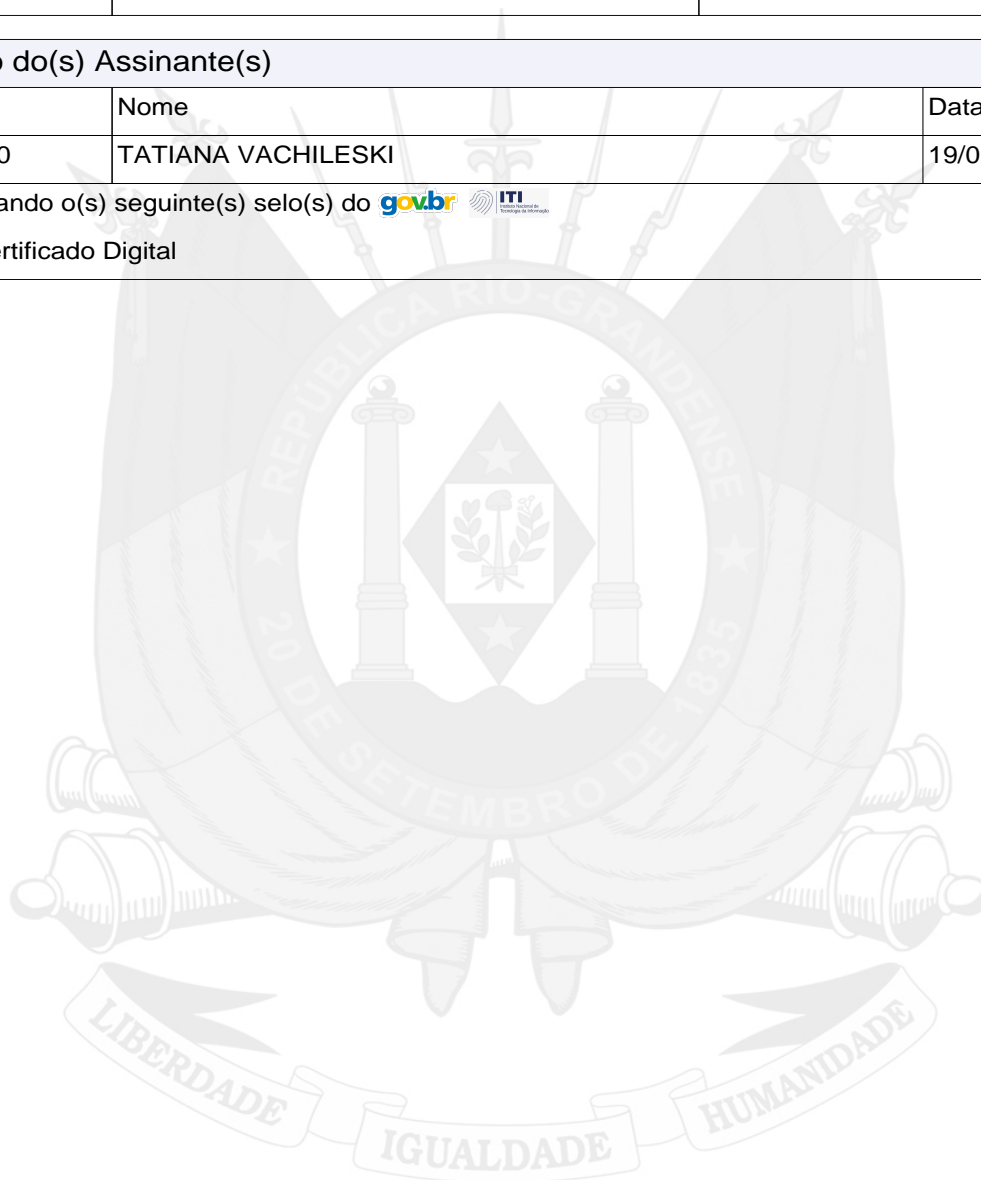 o do(s) Assinante(s)
Nome Data
0 TATIANA VACHILESKI 19/0
ando o(s) seguinte(s) selo(s) do gov.br ITI
rtificado Digital
REPÚBLICA RIO-GRANDENSE
20 DE SETEMBRO DE 1835
LIBERDADE
IGUALDADE
HUMANIDADE